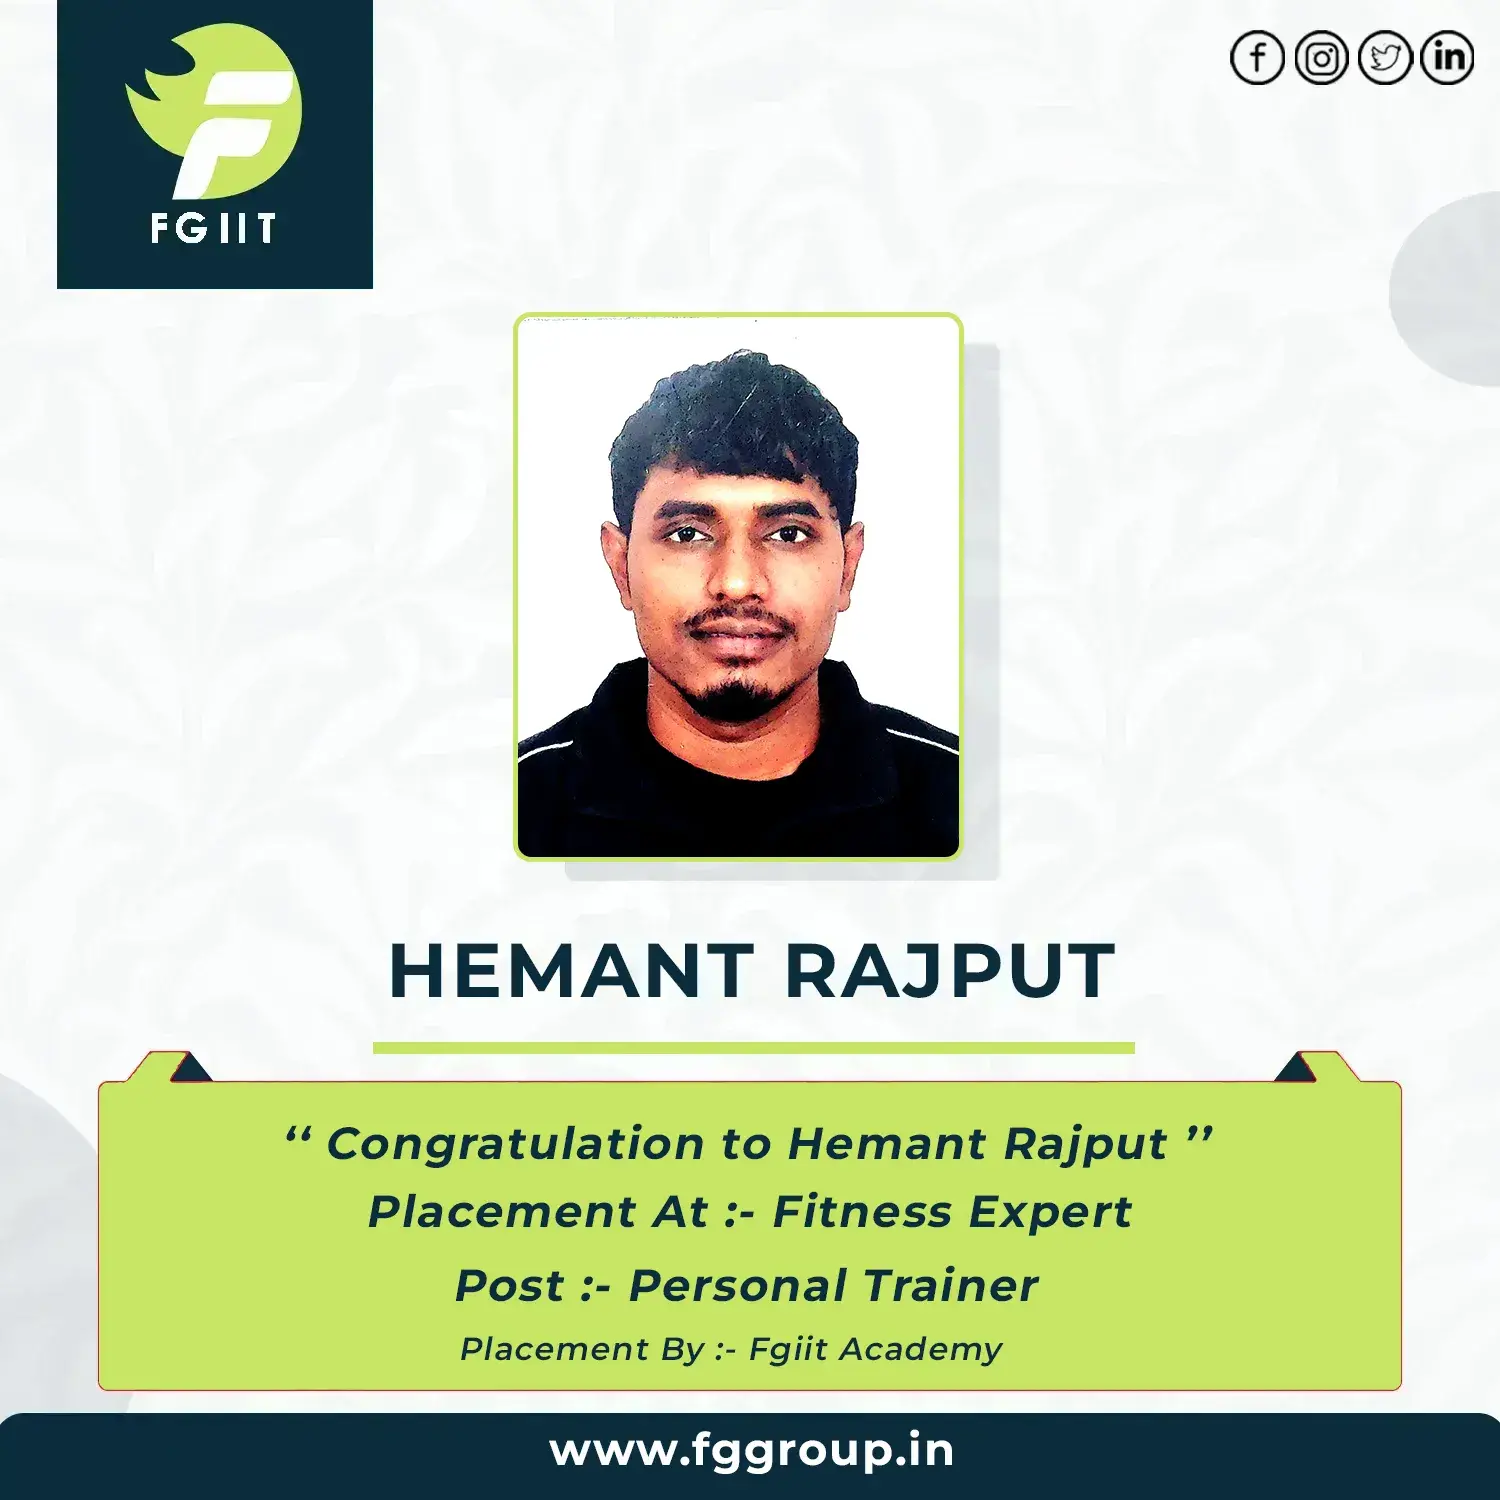 FGIIT
HEMANT RAJPUT
‘‘ Congratulation to Hemant Rajput ’’
Placement At :- Fitness Expert
Post :- Personal Trainer
Placement By :- Fgiit Academy
www.fggroup.in